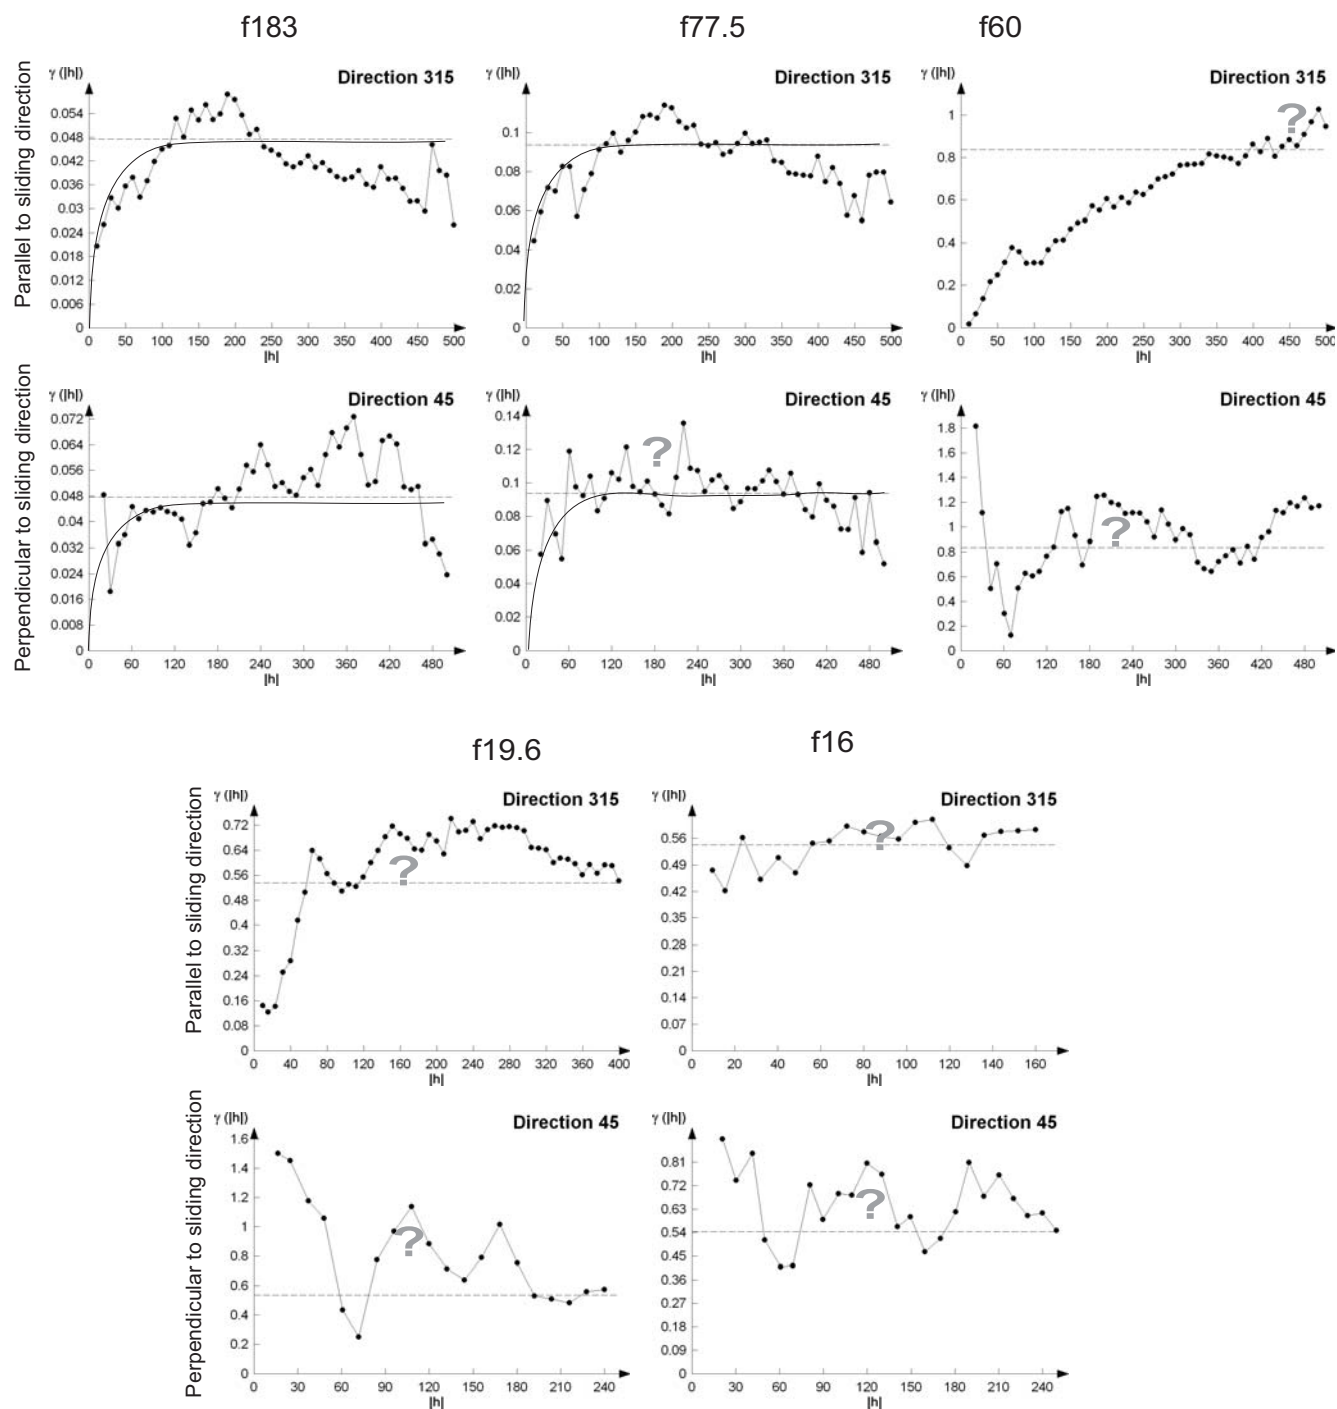 f183 f77.5 f60
Parallel to sliding direction
γ (|h|) Direction 315
0.054
0.048
0.042
0.036
0.03
0.024
0.018
0.012
0.006
0
0 50 100 150 200 250 300 350 400 450 500
|h|
γ (|h|) Direction 315
0.1
0.08
0.06
0.04
0.02
0
0 50 100 150 200 250 300 350 400 450 500
|h|
γ (|h|) Direction 315
?
1
0.8
0.6
0.4
0.2
0
0 50 100 150 200 250 300 350 400 450 500
|h|
Perpendicular to sliding direction
γ (|h|) Direction 45
0.072
0.064
0.056
0.048
0.04
0.032
0.024
0.016
0.008
0
0 60 120 180 240 300 360 420 480
|h|
γ (|h|) Direction 45
?
0.14
0.12
0.1
0.08
0.06
0.04
0.02
0
0 60 120 180 240 300 360 420 480
|h|
γ (|h|) Direction 45
?
1.8
1.6
1.4
1.2
1
0.8
0.6
0.4
0.2
0
0 60 120 180 240 300 360 420 480
|h|
f19.6 f16
Parallel to sliding direction
γ (|h|) Direction 315
?
0.72
0.64
0.56
0.48
0.4
0.32
0.24
0.16
0.08
0
0 40 80 120 160 200 240 280 320 360 400
|h|
γ (|h|) Direction 315
?
0.56
0.49
0.42
0.35
0.28
0.21
0.14
0.07
0
0 20 40 60 80 100 120 140 160
|h|
Perpendicular to sliding direction
γ (|h|) Direction 45
?
1.6
1.4
1.2
1
0.8
0.6
0.4
0.2
0
0 30 60 90 120 150 180 210 240
|h|
γ (|h|) Direction 45
?
0.81
0.72
0.63
0.54
0.45
0.36
0.27
0.18
0.09
0
0 30 60 90 120 150 180 210 240
|h|